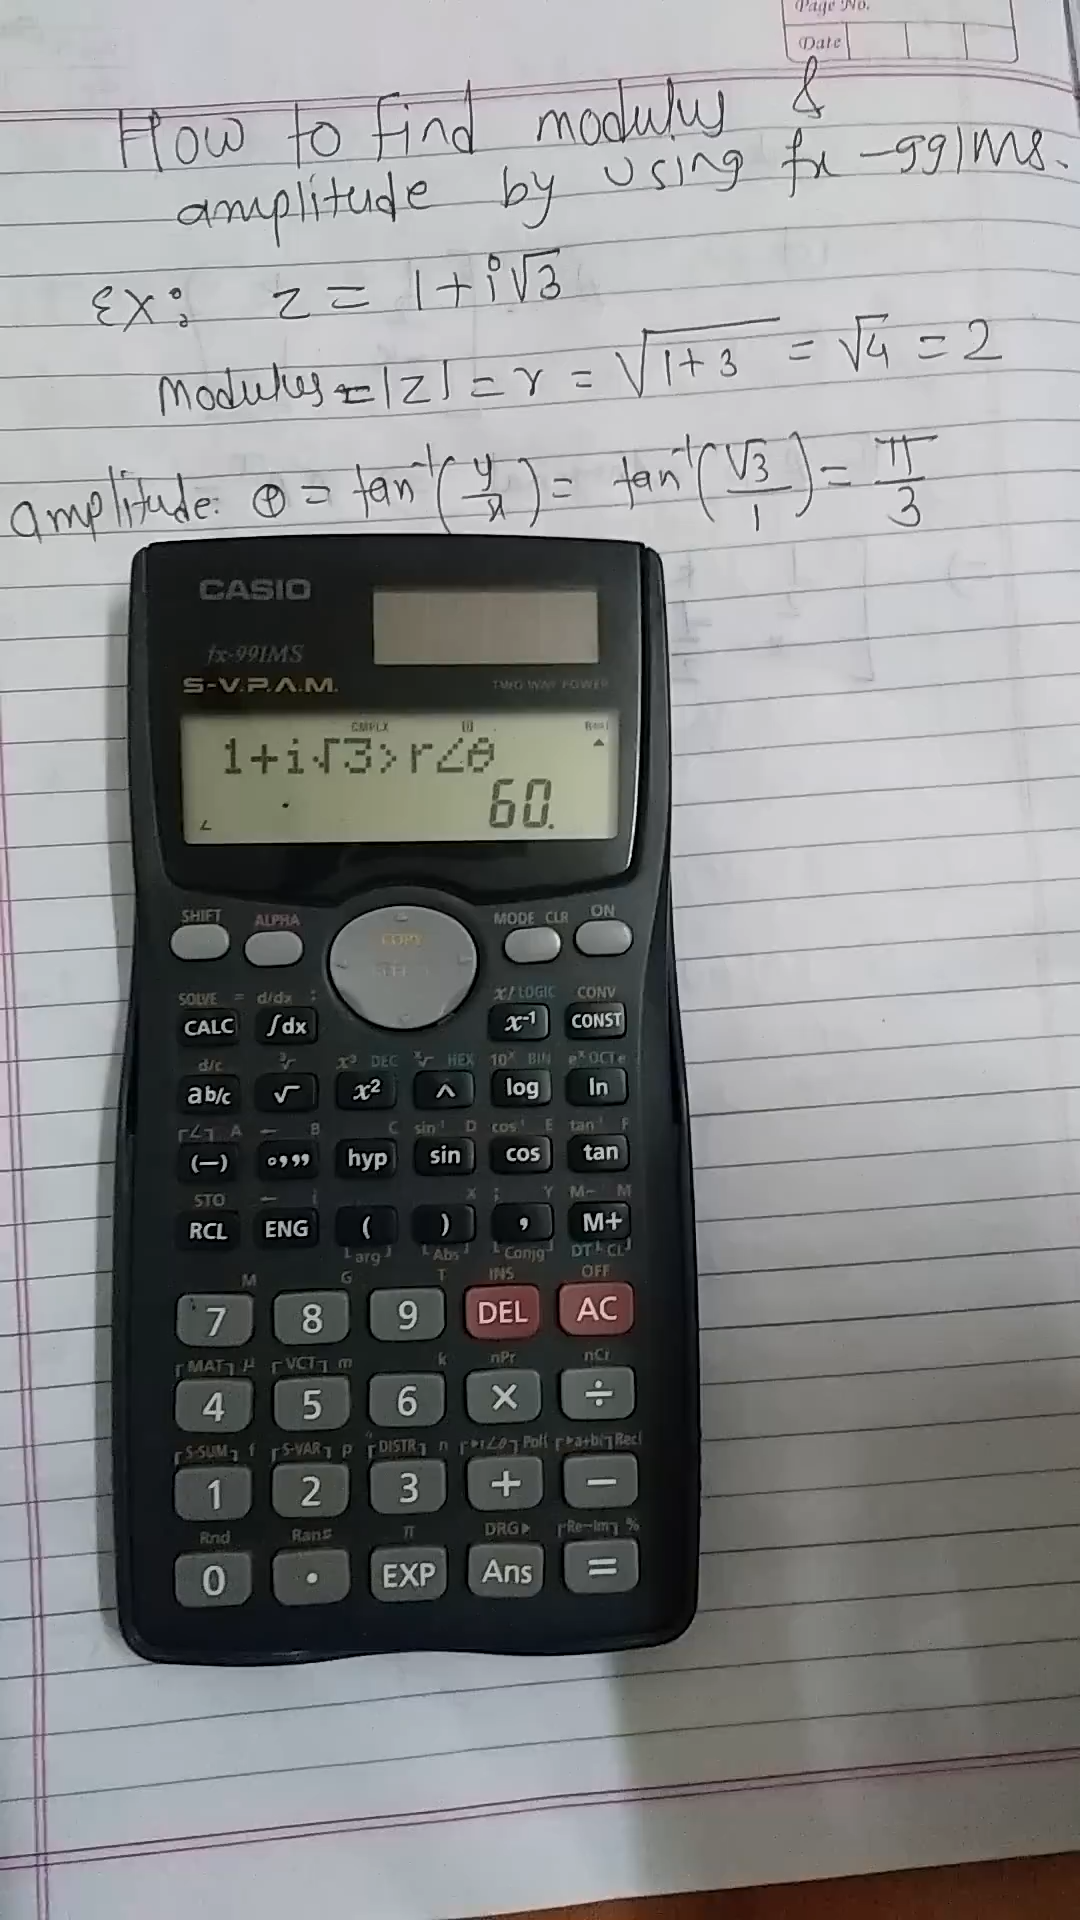 Page No.
Date
How to find modulus &
amplitude by using fx -991ms.
Ex: z = 1+i√3
Modulus = |z| = r = √1+3 = √4 = 2
amplitude: θ = tan⁻¹(y/x) = tan⁻¹(√3/1) = π/3
CASIO
fx-991MS
S-V.P.A.M.
TWO WAY POWER
CMPLX D R↔I
1+i√3>r∠θ
∠ 60.
SHIFT ALPHA MODE CLR ON
COPY
SOLVE = d/dx : x! LOGIC CONV
CALC ∫dx x-1 CONST
d/c 3√ x³ DEC x√ HEX 10x BIN ex OCT e
ab/c √ x² ^ log ln
∠ A ← B C sin-1 D cos-1 E tan-1 F
(−) °,,, hyp sin cos tan
STO ← i X ; Y M− M
RCL ENG ( ) , M+
arg Abs Conjg DT CL
M G T INS OFF
7 8 9 DEL AC
MAT μ VCT m k nPr nCr
4 5 6 × ÷
S-SUM f S-VAR p DISTR n ▸r∠θ Pol( ▸a+bi Rec(
1 2 3 + −
Rnd Ran# π DRG▸ Re-Im %
0 . EXP Ans =